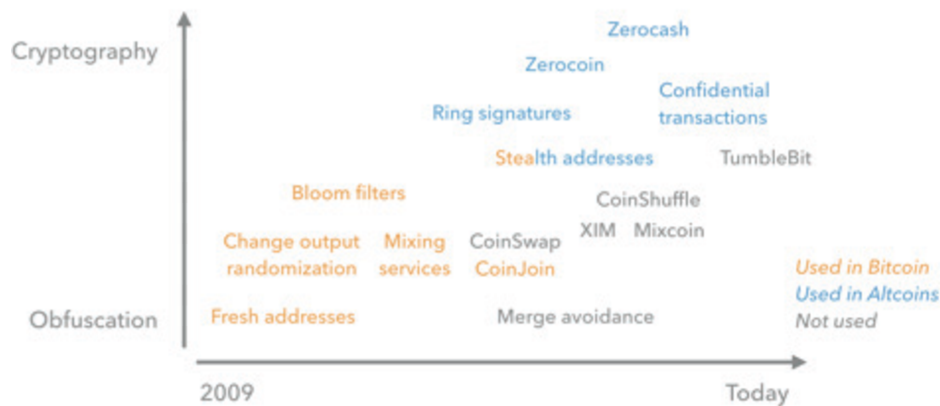 Zerocash
Cryptography
Zerocoin
Confidential
transactions
Ring signatures
Stealth addresses
TumbleBit
Bloom filters
CoinShuffle
XIM Mixcoin
Change output
randomization
Mixing
services
CoinSwap
CoinJoin
Used in Bitcoin
Used in Altcoins
Not used
Obfuscation
Fresh addresses
Merge avoidance
2009
Today